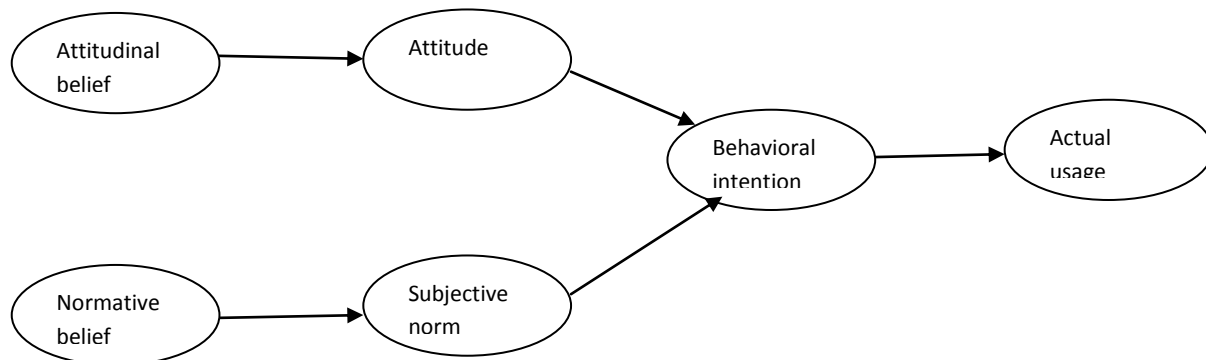 Attitudinal
belief
Attitude
Behavioral
intention
Actual
usage
Normative
belief
Subjective
norm